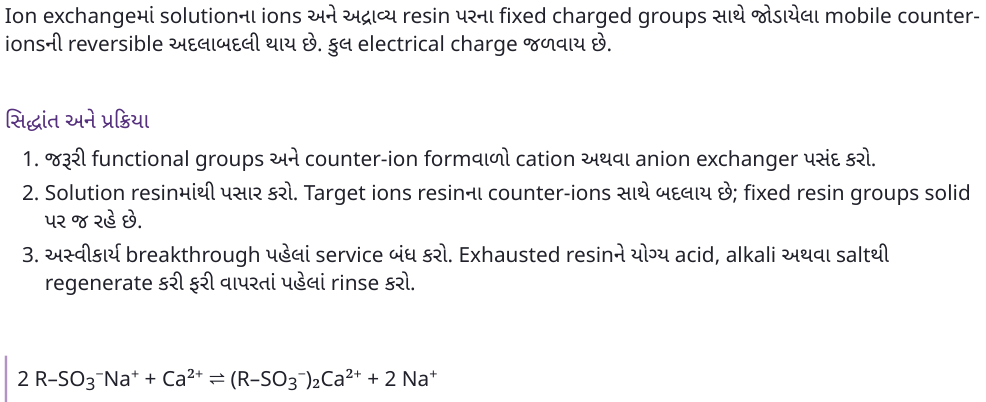 Ion exchangeમાં solutionના ions અને અદ્રાવ્ય resin પરના fixed charged groups સાથે જોડાયેલા mobile counter-
ionsની reversible અદલાબદલી થાય છે. કુલ electrical charge જળવાય છે.
સિદ્ધાંત અને પ્રક્રિયા
1. જરૂરી functional groups અને counter-ion formવાળો cation અથવા anion exchanger પસંદ કરો.
2. Solution resinમાંથી પસાર કરો. Target ions resinના counter-ions સાથે બદલાય છે; fixed resin groups solid
પર જ રહે છે.
3. અસ્વીકાર્ય breakthrough પહેલાં service બંધ કરો. Exhausted resinને યોગ્ય acid, alkali અથવા saltથી
regenerate કરી ફરી વાપરતાં પહેલાં rinse કરો.
2 R–SO₃⁻Na⁺ + Ca²⁺ ⇌ (R–SO₃⁻)₂Ca²⁺ + 2 Na⁺